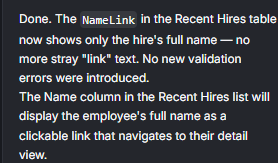 Done. The NameLink in the Recent Hires table
now shows only the hire's full name — no
more stray "link" text. No new validation
errors were introduced.
The Name column in the Recent Hires list will
display the employee's full name as a
clickable link that navigates to their detail
view.